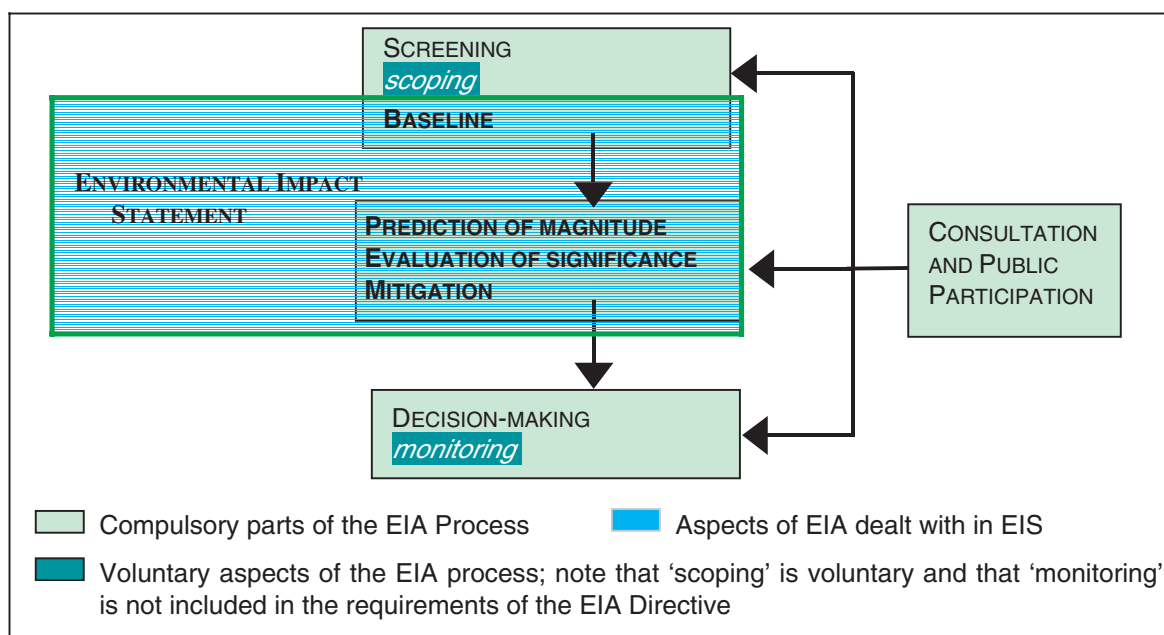 SCREENING
scoping
BASELINE
ENVIRONMENTAL IMPACT
STATEMENT
PREDICTION OF MAGNITUDE
EVALUATION OF SIGNIFICANCE
MITIGATION
CONSULTATION
AND PUBLIC
PARTICIPATION
DECISION-MAKING
monitoring
Compulsory parts of the EIA Process
Aspects of EIA dealt with in EIS
Voluntary aspects of the EIA process; note that ‘scoping’ is voluntary and that ‘monitoring’
is not included in the requirements of the EIA Directive